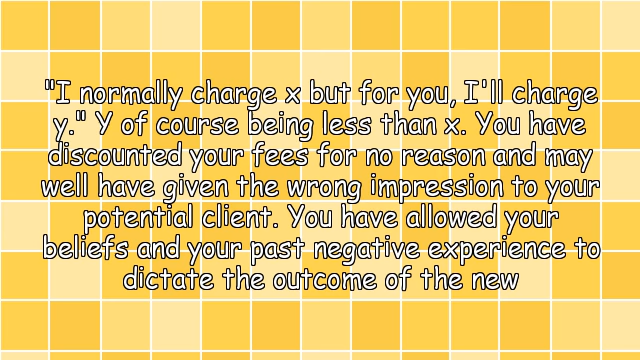 "I normally charge x but for you, I'll charge
y." Y of course being less than x. You have
discounted your fees for no reason and may
well have given the wrong impression to your
potential client. You have allowed your
beliefs and your past negative experience to
dictate the outcome of the new